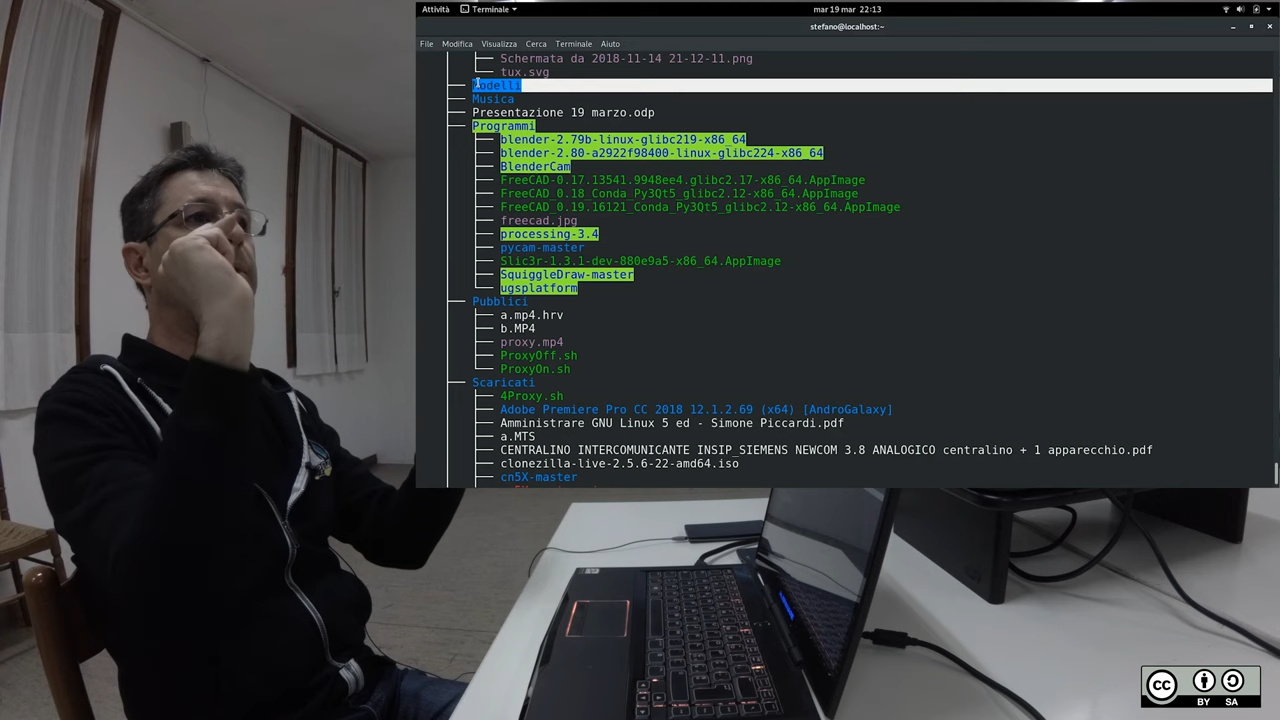 Attività Terminale mar 19 mar 22:13
stefano@localhost:~
File Modifica Visualizza Cerca Terminale Aiuto
Schermata da 2018-11-14 21-12-11.png
tux.svg
Modelli
Musica
Presentazione 19 marzo.odp
Programmi
blender-2.79b-linux-glibc219-x86_64
blender-2.80-a2922f98400-linux-glibc224-x86_64
BlenderCam
FreeCAD-0.17.13541.9948ee4.glibc2.17-x86_64.AppImage
FreeCAD_0.18_Conda_Py3Qt5_glibc2.12-x86_64.AppImage
FreeCAD_0.19.16121_Conda_Py3Qt5_glibc2.12-x86_64.AppImage
freecad.jpg
processing-3.4
pycam-master
Slic3r-1.3.1-dev-880e9a5-x86_64.AppImage
SquiggleDraw-master
ugsplatform
Pubblici
a.mp4.hrv
b.MP4
proxy.mp4
ProxyOff.sh
ProxyOn.sh
Scaricati
4Proxy.sh
Adobe Premiere Pro CC 2018 12.1.2.69 (x64) [AndroGalaxy]
Amministrare GNU Linux 5 ed - Simone Piccardi.pdf
a.MTS
CENTRALINO INTERCOMUNICANTE INSIP_SIEMENS NEWCOM 3.8 ANALOGICO centralino + 1 apparecchio.pdf
clonezilla-live-2.5.6-22-amd64.iso
cn5X-master
cc
BY SA